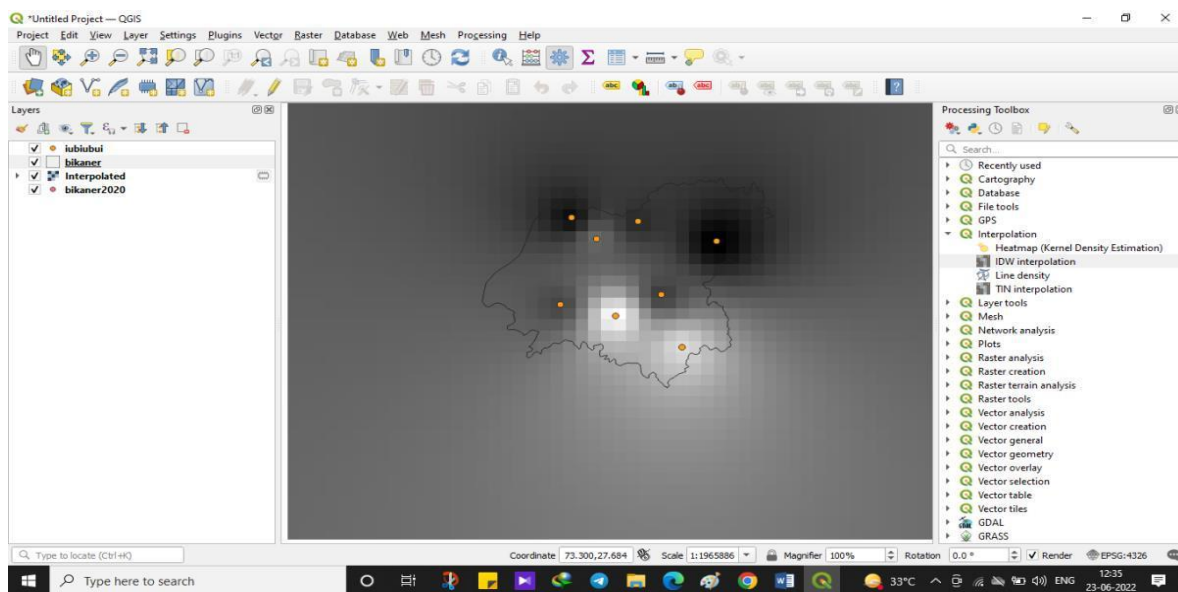 *Untitled Project — QGIS
Project Edit View Layer Settings Plugins Vector Raster Database Web Mesh Processing Help
Layers
iubiubui
bikaner
Interpolated
bikaner2020
Processing Toolbox
Search...
Recently used
Cartography
Database
File tools
GPS
Interpolation
Heatmap (Kernel Density Estimation)
IDW interpolation
Line density
TIN interpolation
Layer tools
Mesh
Network analysis
Plots
Raster analysis
Raster creation
Raster terrain analysis
Raster tools
Vector analysis
Vector creation
Vector general
Vector geometry
Vector overlay
Vector selection
Vector table
Vector tiles
GDAL
GRASS
Type to locate (Ctrl+K)
Coordinate 73.300,27.684 Scale 1:1965886 Magnifier 100% Rotation 0.0 ° Render EPSG:4326
Type here to search
33°C ENG
12:35
23-06-2022